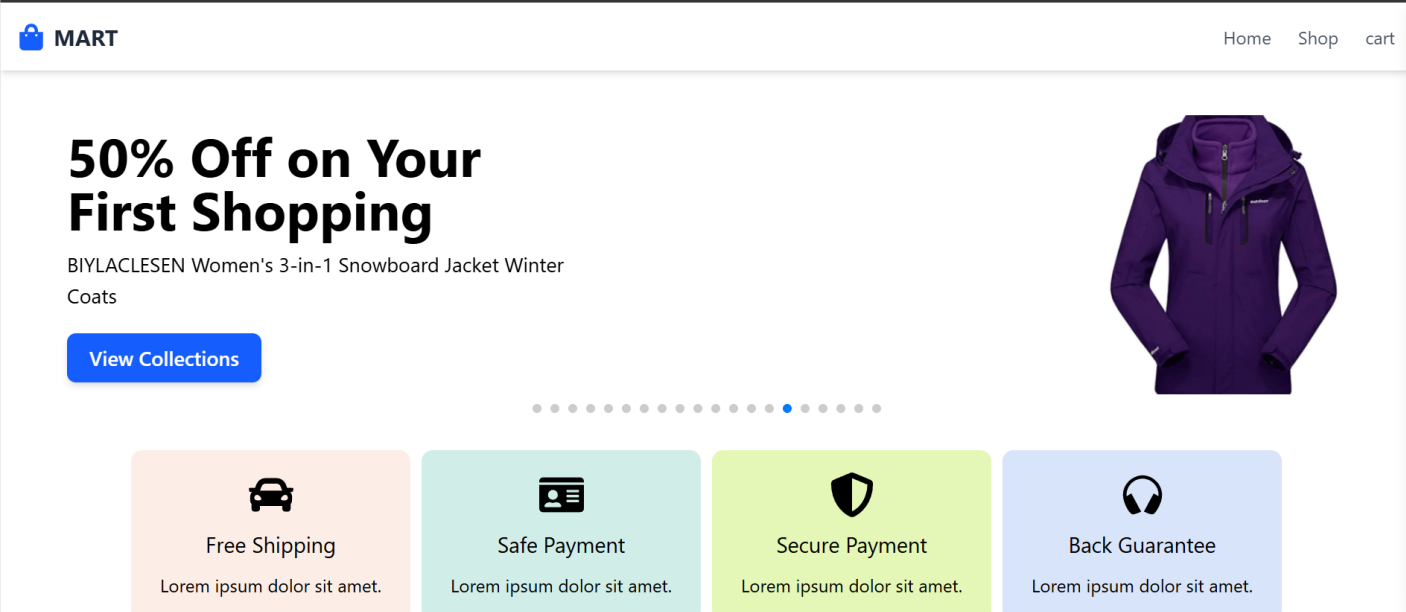 MART
Home Shop cart
50% Off on Your
First Shopping
BIYLACLESEN Women's 3-in-1 Snowboard Jacket Winter
Coats
View Collections
Free Shipping
Lorem ipsum dolor sit amet.
Safe Payment
Lorem ipsum dolor sit amet.
Secure Payment
Lorem ipsum dolor sit amet.
Back Guarantee
Lorem ipsum dolor sit amet.